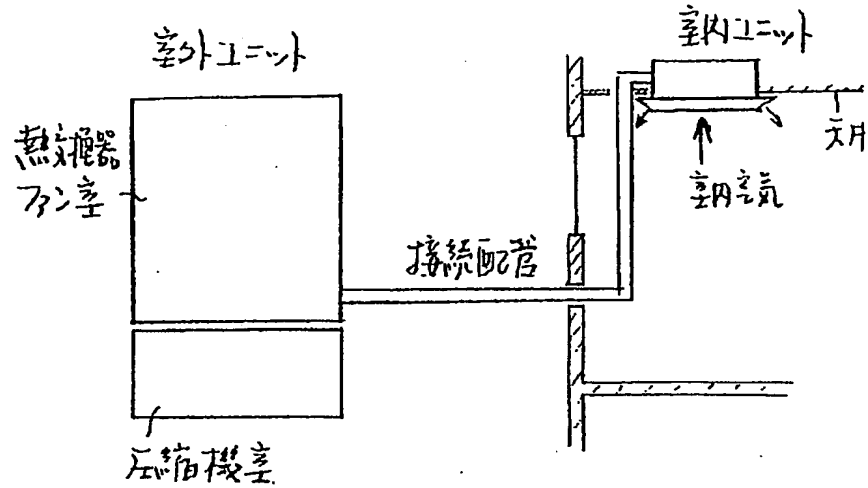 室外ユニット
室内ユニット
熱交換器
ファン室
天井
室内空気
接続配管
圧縮機室